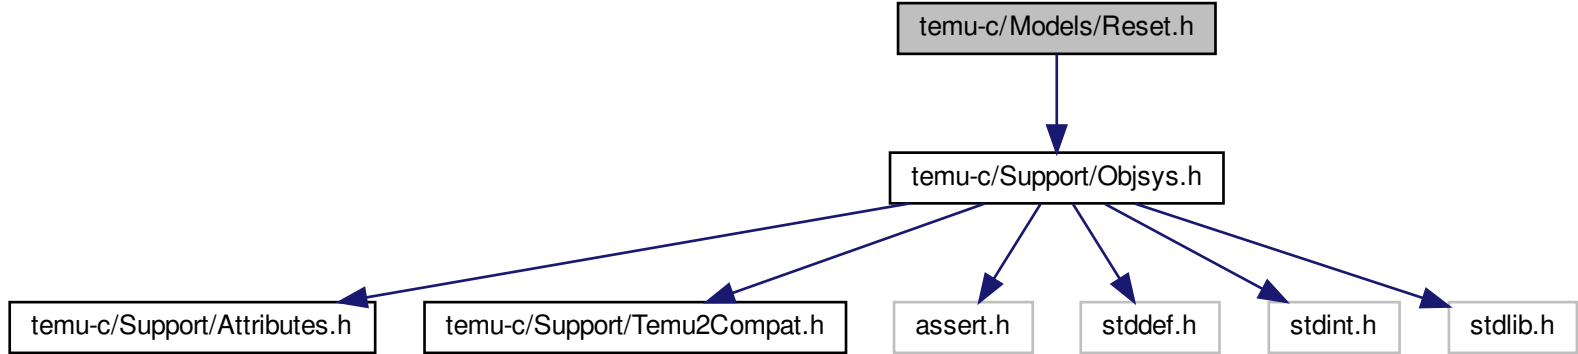 temu-c/Models/Reset.h
temu-c/Support/Objsys.h
temu-c/Support/Attributes.h
temu-c/Support/Temu2Compat.h
assert.h
stddef.h
stdint.h
stdlib.h